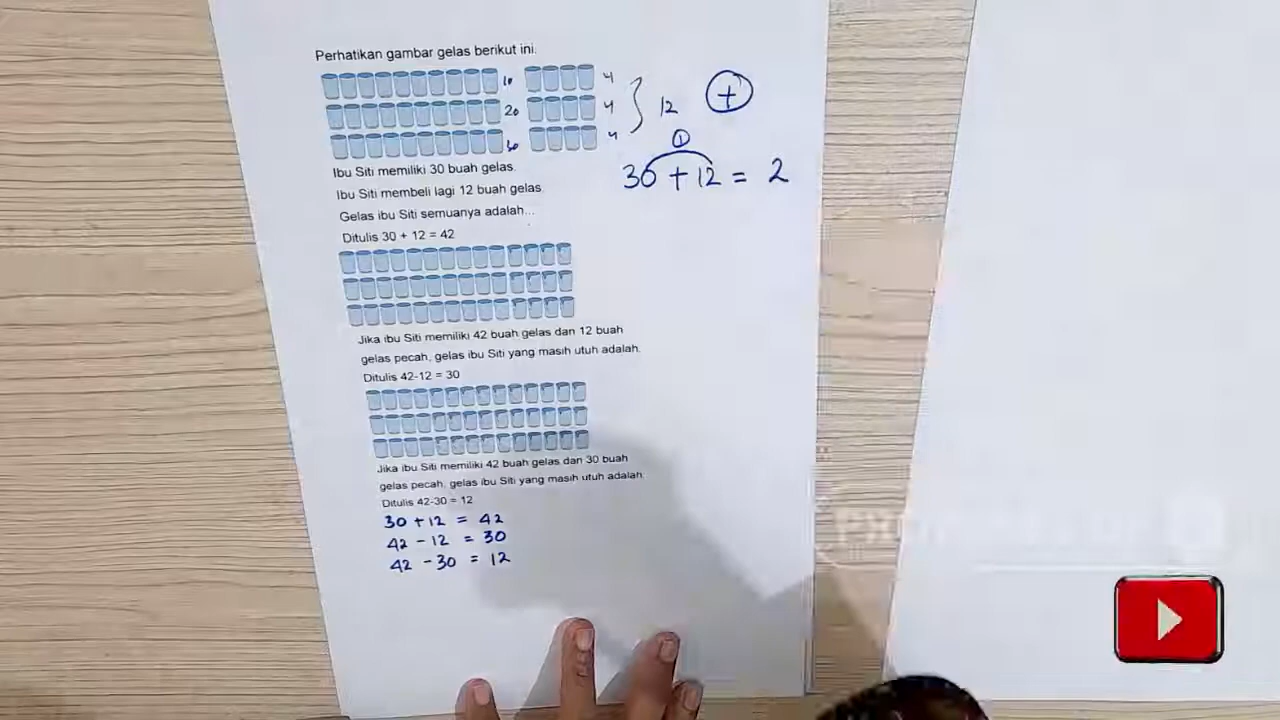 Perhatikan gambar gelas berikut ini.
10 4
20 4 } 12 +
30 4
1
30 + 12 = 2
Ibu Siti memiliki 30 buah gelas.
Ibu Siti membeli lagi 12 buah gelas.
Gelas ibu Siti semuanya adalah...
Ditulis 30 + 12 = 42
Jika ibu Siti memiliki 42 buah gelas dan 12 buah
gelas pecah, gelas ibu Siti yang masih utuh adalah.
Ditulis 42-12 = 30
Jika ibu Siti memiliki 42 buah gelas dan 30 buah
gelas pecah, gelas ibu Siti yang masih utuh adalah.
Ditulis 42-30 = 12
30 + 12 = 42
42 - 12 = 30
42 - 30 = 12